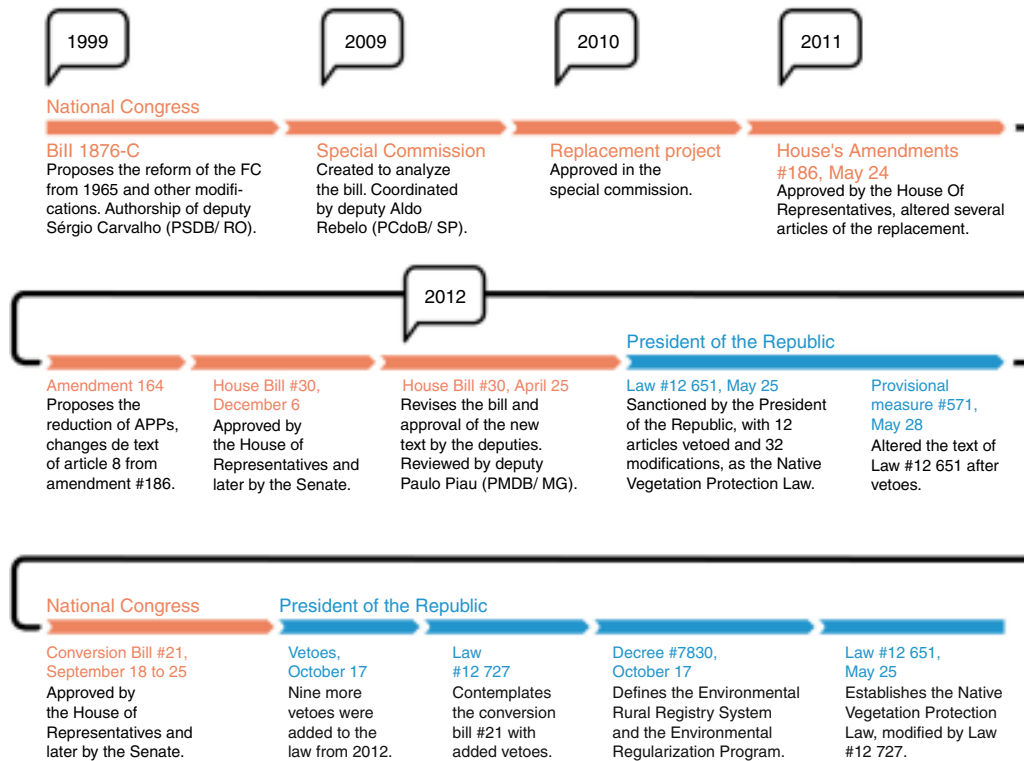 1999
2009
2010
2011
National Congress
Bill 1876-C
Proposes the reform of the FC
from 1965 and other modifi-
cations. Authorship of deputy
Sérgio Carvalho (PSDB/ RO).
Special Commission
Created to analyze
the bill. Coordinated
by deputy Aldo
Rebelo (PCdoB/ SP).
Replacement project
Approved in the
special commission.
House's Amendments
#186, May 24
Approved by the House Of
Representatives, altered several
articles of the replacement.
2012
President of the Republic
Amendment 164
Proposes the
reduction of APPs,
changes de text
of article 8 from
amendment #186.
House Bill #30,
December 6
Approved by
the House of
Representatives and
later by the Senate.
House Bill #30, April 25
Revises the bill and
approval of the new
text by the deputies.
Reviewed by deputy
Paulo Piau (PMDB/ MG).
Law #12 651, May 25
Sanctioned by the President
of the Republic, with 12
articles vetoed and 32
modifications, as the Native
Vegetation Protection Law.
Provisional
measure #571,
May 28
Altered the text of
Law #12 651 after
vetoes.
National Congress
President of the Republic
Conversion Bill #21,
September 18 to 25
Approved by
the House of
Representatives and
later by the Senate.
Vetoes,
October 17
Nine more
vetoes were
added to the
law from 2012.
Law
#12 727
Contemplates
the conversion
bill #21 with
added vetoes.
Decree #7830,
October 17
Defines the Environmental
Rural Registry System
and the Environmental
Regularization Program.
Law #12 651,
May 25
Establishes the Native
Vegetation Protection
Law, modified by Law
#12 727.